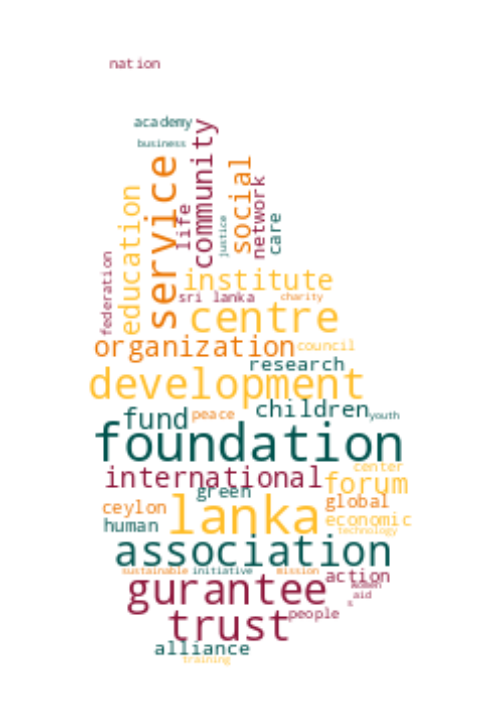 nation
academy
business
community
service
social
education
life
network
justice
care
federation
institute
sri lanka
charity
centre
organization
council
research
development
children
youth
fund
peace
foundation
international
center
forum
green
lanka
global
ceylon
economic
human
technology
association
sustainable
initiative
mission
action
gurantee
women
aid
s
people
trust
alliance
training